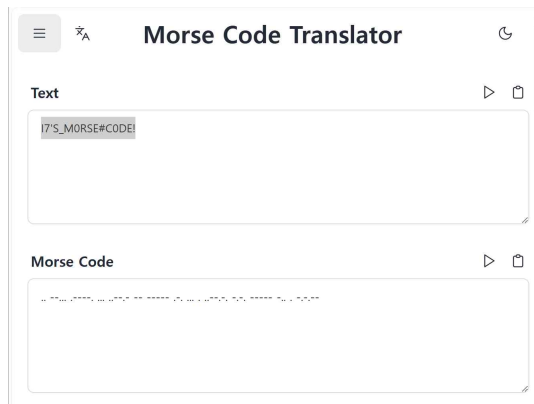 Morse Code Translator
Text
I7'S_M0RSE#C0DE!
Morse Code
.. --... .----. ... ..--.- -- ----- .-. ... . ..--.-. -.-. ----- -.. . -.-.--